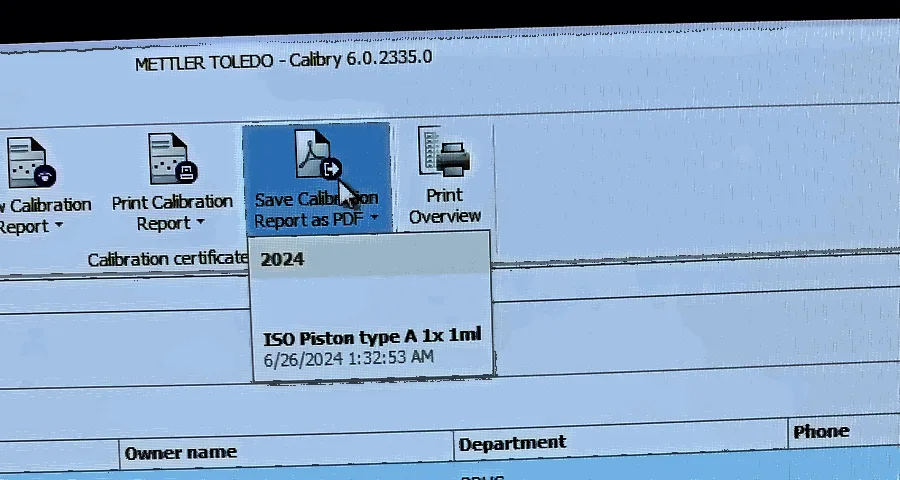 METTLER TOLEDO - Calibry 6.0.2335.0
Calibration
Report
Print Calibration
Report
Save Calibration
Report as PDF
Print
Overview
Calibration certificate
2024
ISO Piston type A 1x 1ml
6/26/2024 1:32:53 AM
Owner name
Department
Phone